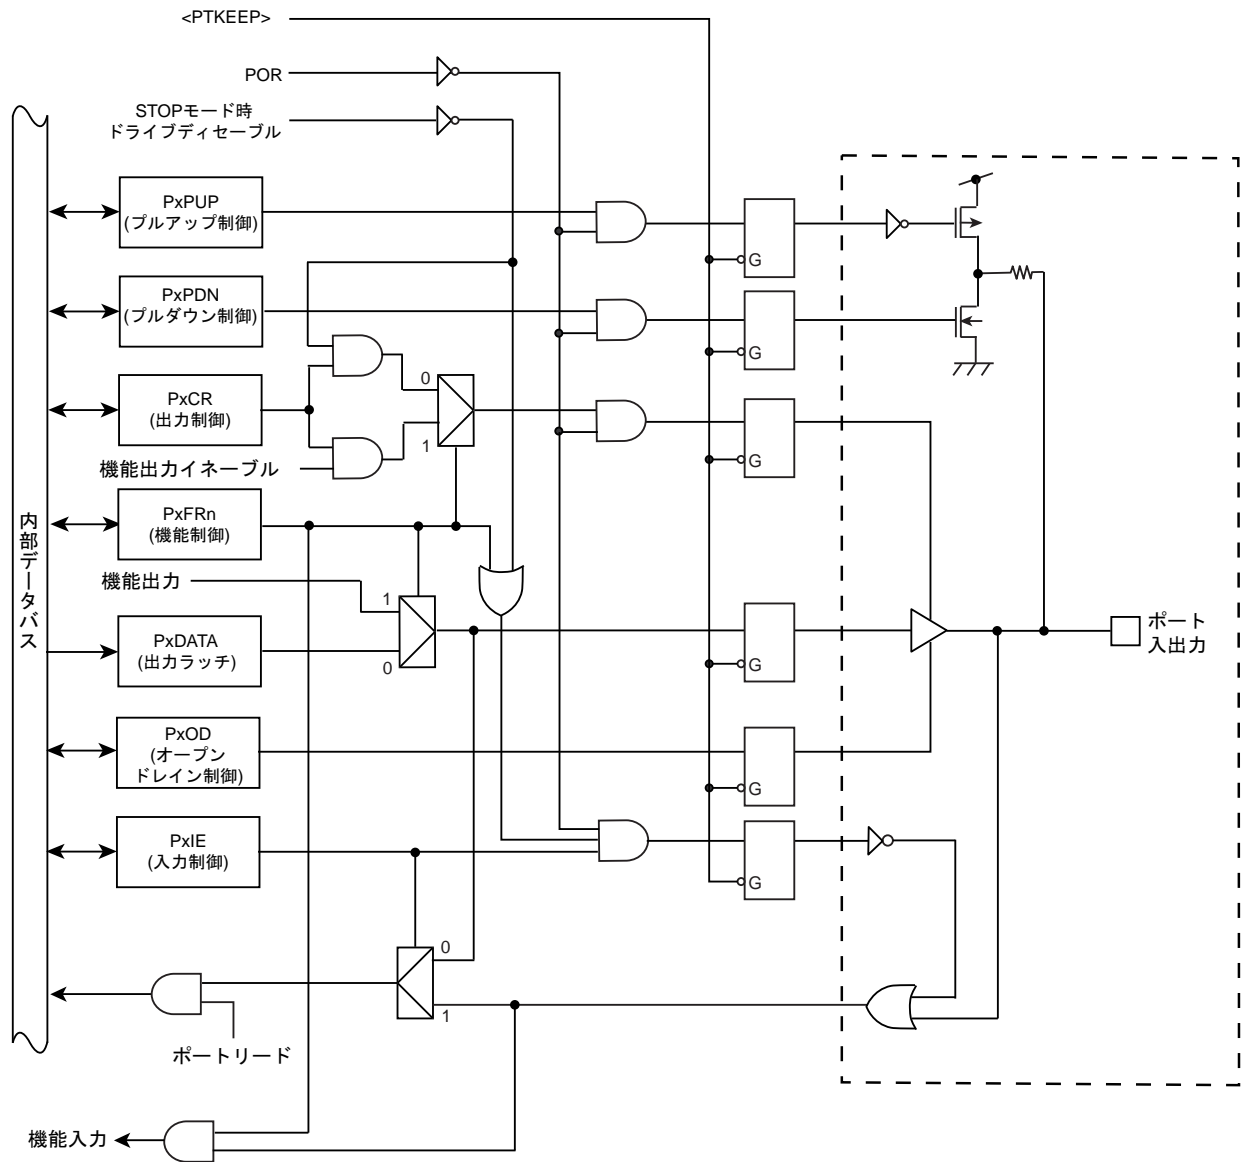 <PTKEEP>
POR
STOPモード時
ドライブディセーブル
PxPUP
(プルアップ制御)
G
PxPDN
(プルダウン制御)
G
PxCR
(出力制御)
0
1
G
機能出力イネーブル
PxFRn
(機能制御)
機能出力
1
0
PxDATA
(出力ラッチ)
G
ポート
入出力
PxOD
(オープン
ドレイン制御)
G
PxIE
(入力制御)
G
0
1
ポートリード
機能入力
内部データバス